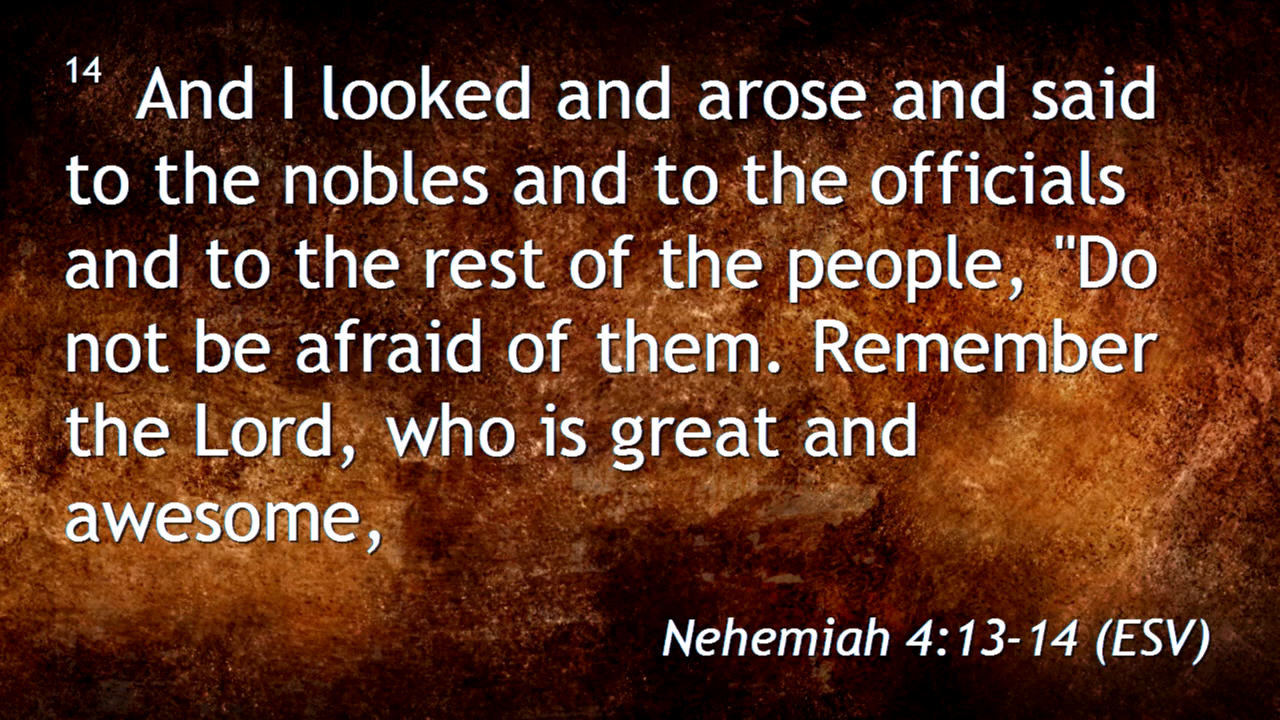 14 And I looked and arose and said
to the nobles and to the officials
and to the rest of the people, "Do
not be afraid of them. Remember
the Lord, who is great and
awesome,
Nehemiah 4:13-14 (ESV)